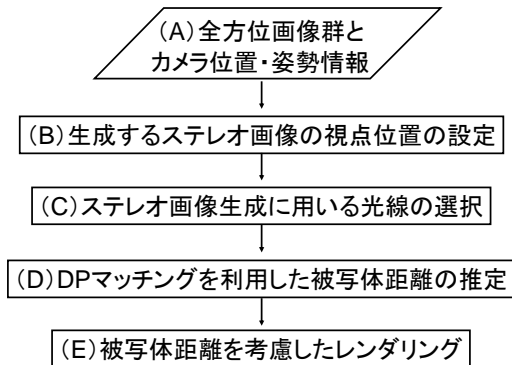 (A)全方位画像群と
カメラ位置・姿勢情報
(B)生成するステレオ画像の視点位置の設定
(C)ステレオ画像生成に用いる光線の選択
(D)DPマッチングを利用した被写体距離の推定
(E)被写体距離を考慮したレンダリング